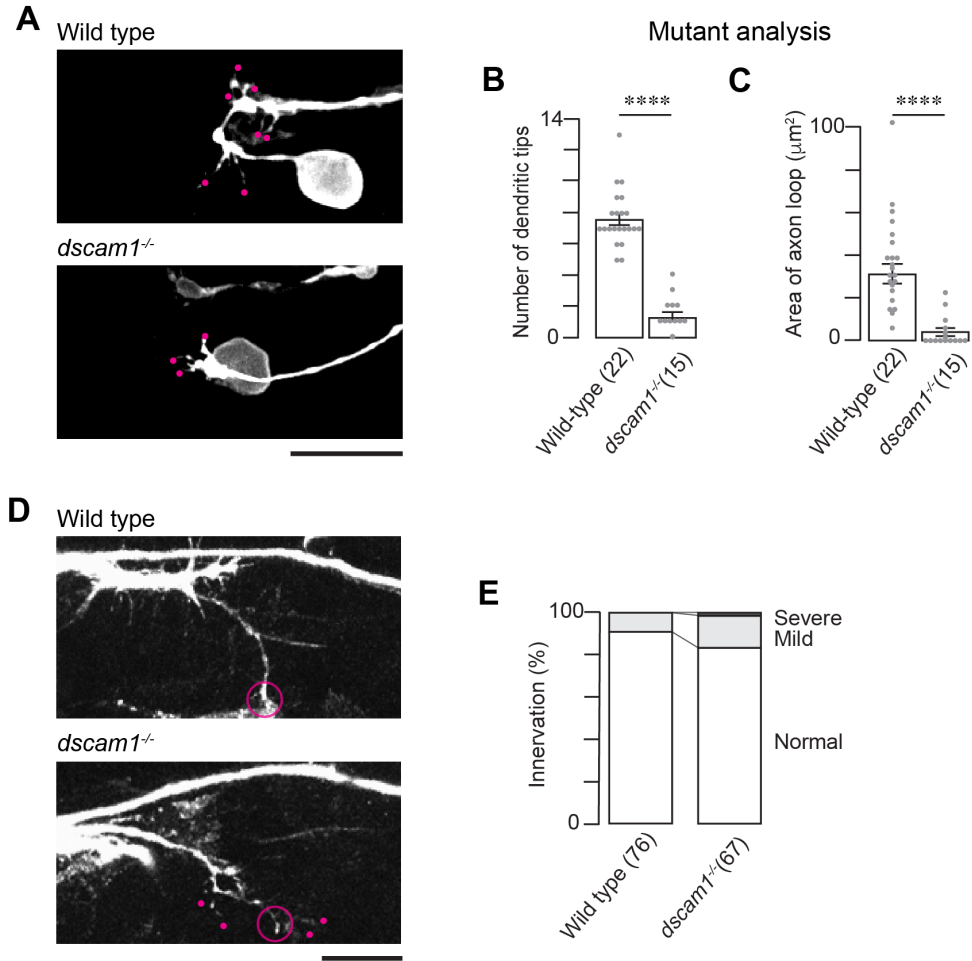 A
Wild type
dscam1-/-
Mutant analysis
B
****
14
0
Number of dendritic tips
Wild-type (22)
dscam1-/-(15)
C
****
100
0
Area of axon loop (μm²)
Wild-type (22)
dscam1-/-(15)
D
Wild type
dscam1-/-
E
100
0
Innervation (%)
Severe
Mild
Normal
Wild type (76)
dscam1-/-(67)